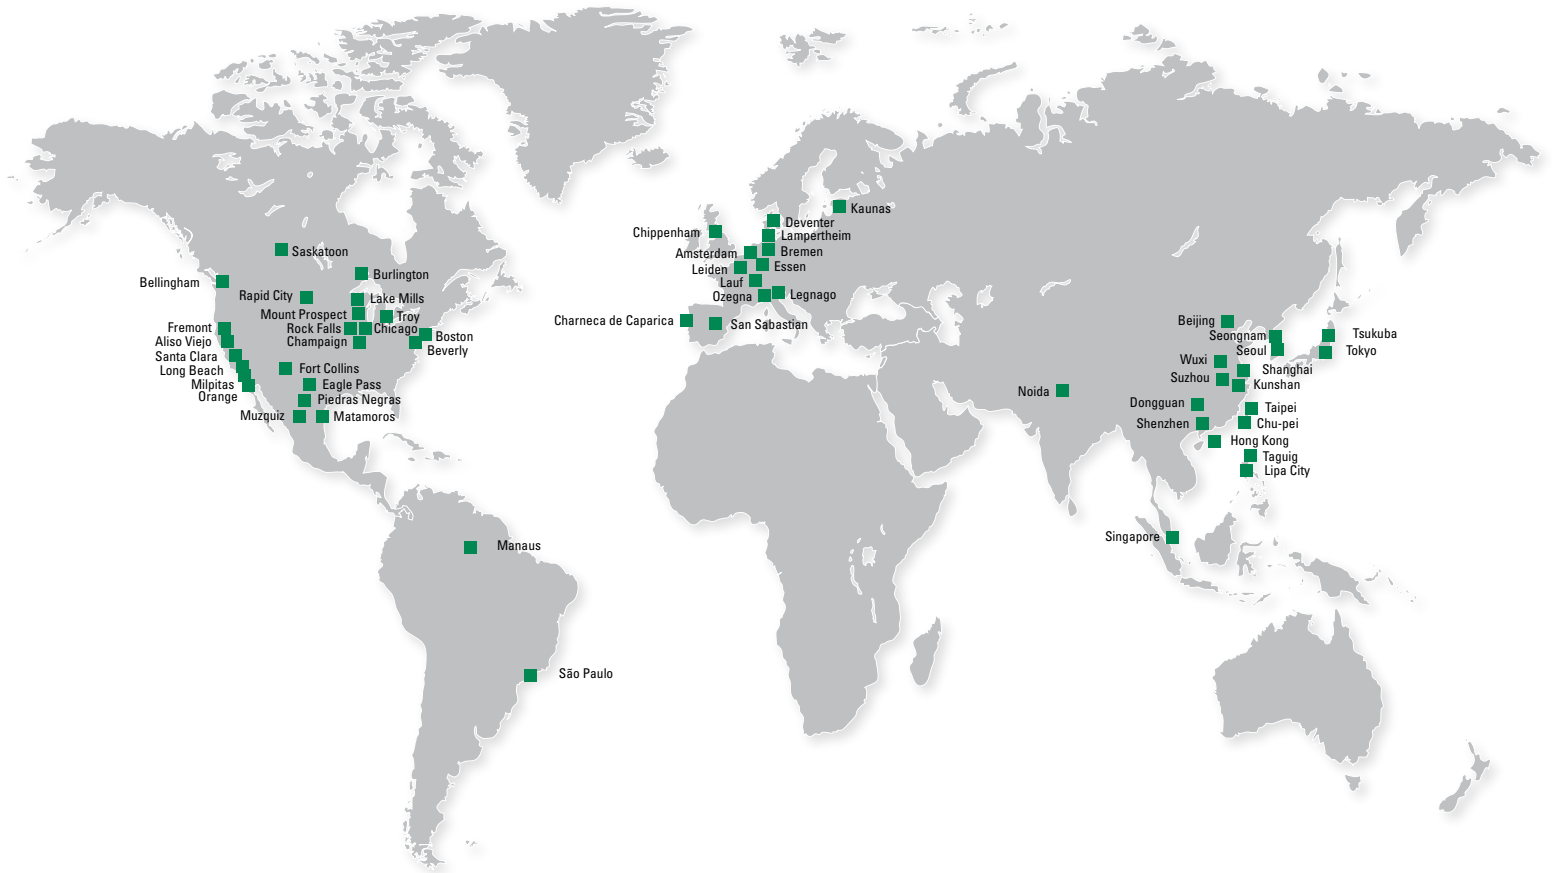 Saskatoon
Bellingham
Burlington
Rapid City
Lake Mills
Mount Prospect
Troy
Fremont
Rock Falls
Chicago
Boston
Aliso Viejo
Champaign
Beverly
Santa Clara
Long Beach
Fort Collins
Milpitas
Eagle Pass
Orange
Piedras Negras
Muzquiz
Matamoros
Manaus
São Paulo
Kaunas
Chippenham
Deventer
Lampertheim
Amsterdam
Bremen
Leiden
Essen
Lauf
Ozegna
Legnago
Charneca de Caparica
San Sabastian
Noida
Beijing
Seongnam
Tsukuba
Seoul
Tokyo
Wuxi
Shanghai
Suzhou
Kunshan
Dongguan
Taipei
Shenzhen
Chu-pei
Hong Kong
Taguig
Lipa City
Singapore